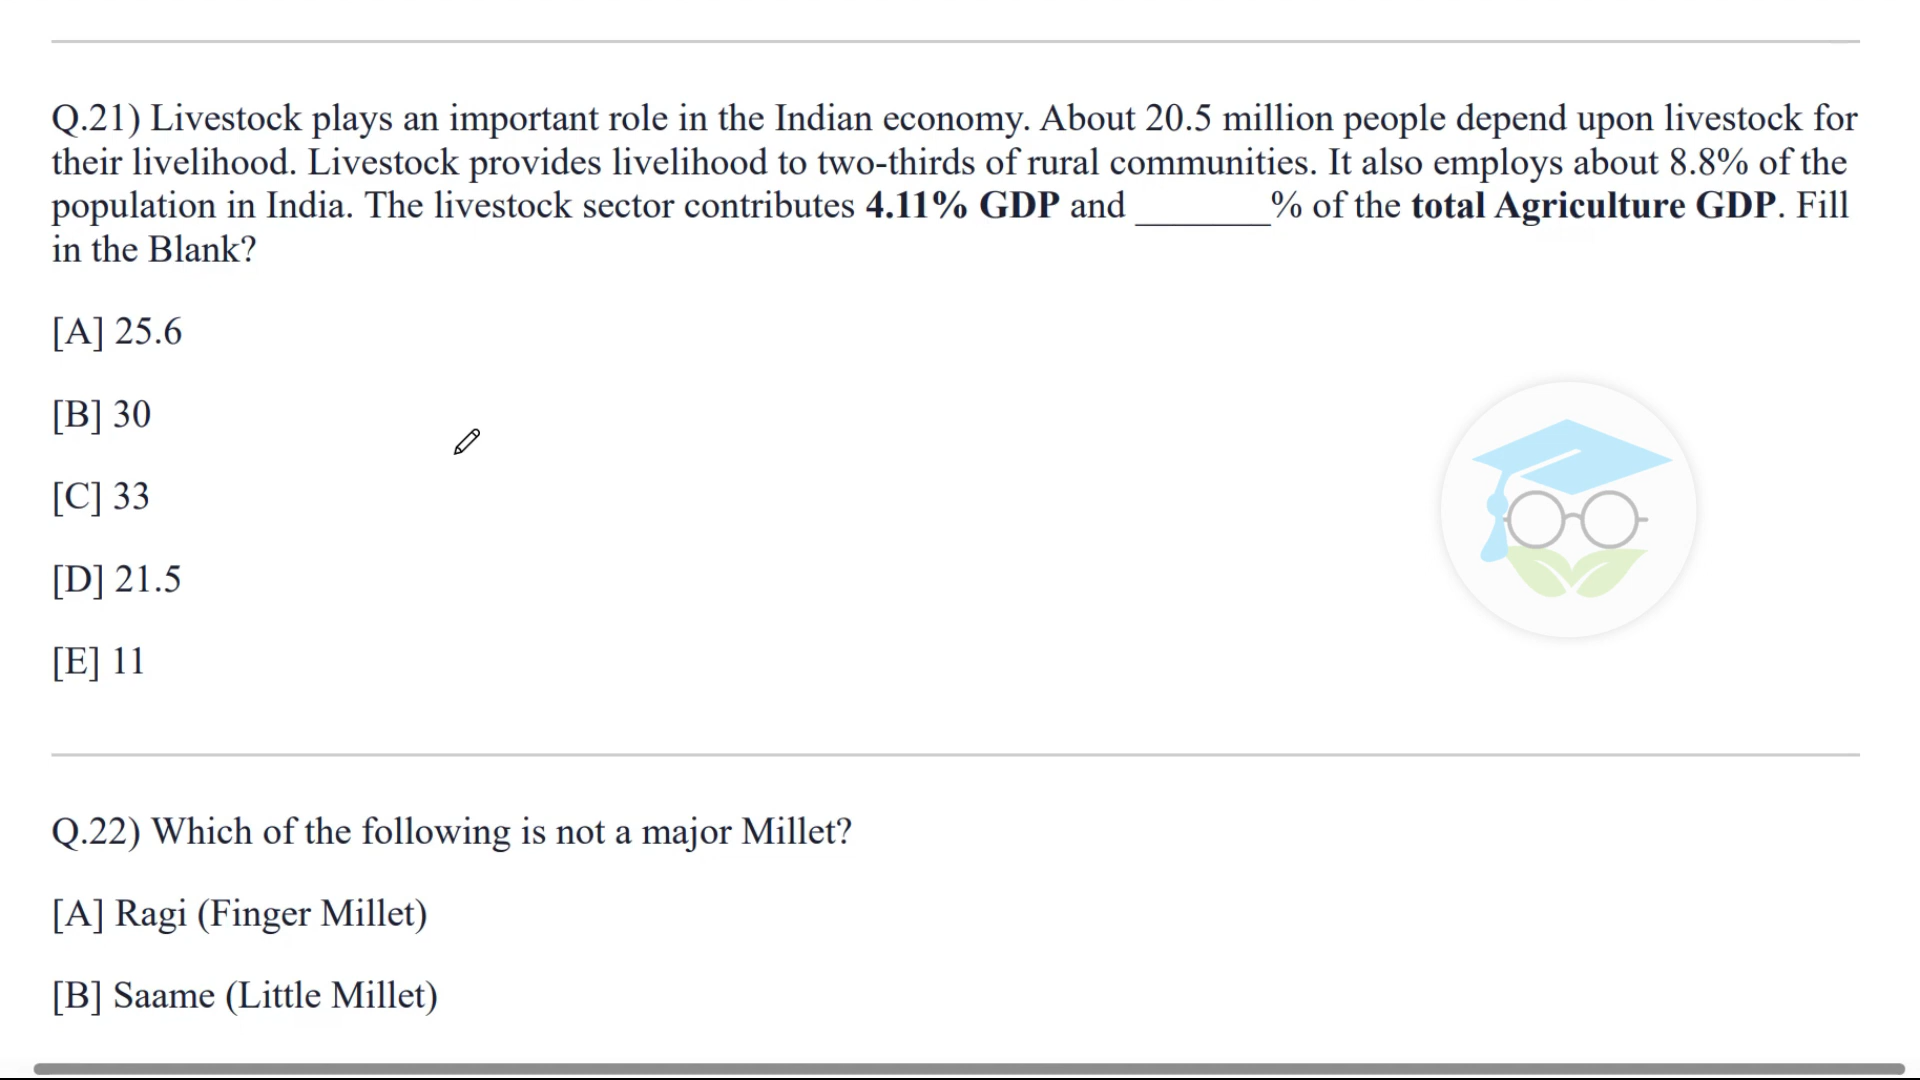 Q.21) Livestock plays an important role in the Indian economy. About 20.5 million people depend upon livestock for
their livelihood. Livestock provides livelihood to two-thirds of rural communities. It also employs about 8.8% of the
population in India. The livestock sector contributes 4.11% GDP and _______% of the total Agriculture GDP. Fill
in the Blank?
[A] 25.6
[B] 30
[C] 33
[D] 21.5
[E] 11
Q.22) Which of the following is not a major Millet?
[A] Ragi (Finger Millet)
[B] Saame (Little Millet)